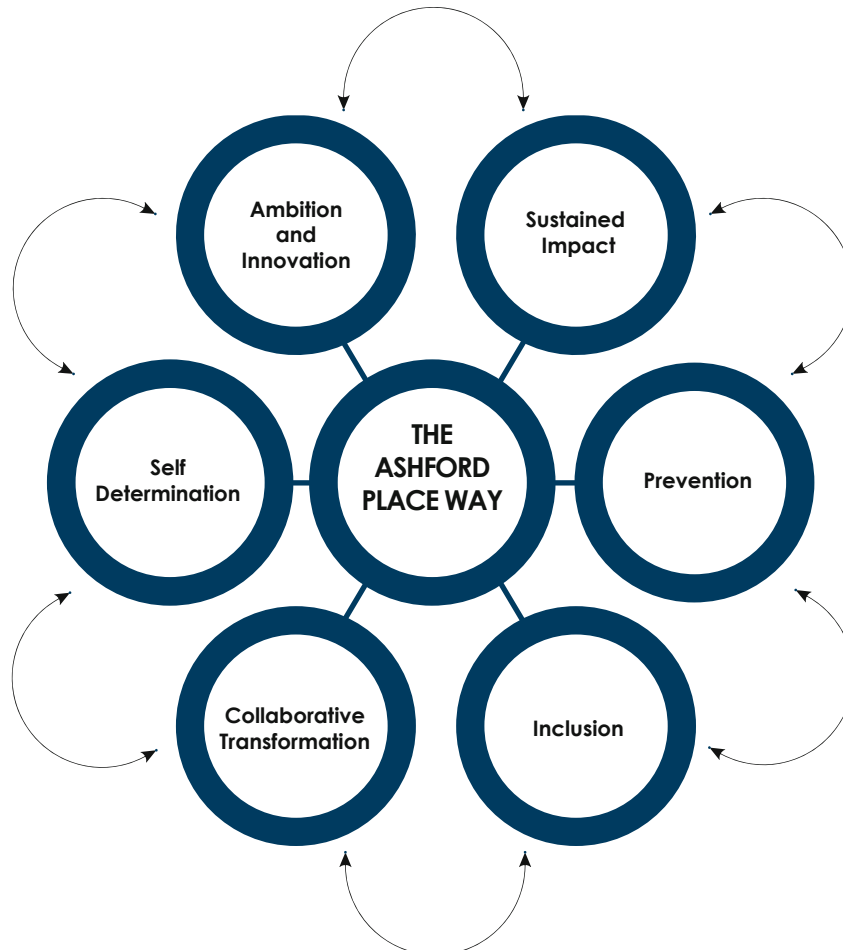 Ambition
and
Innovation
Sustained
Impact
THE
ASHFORD
PLACE WAY
Self
Determination
Prevention
Collaborative
Transformation
Inclusion